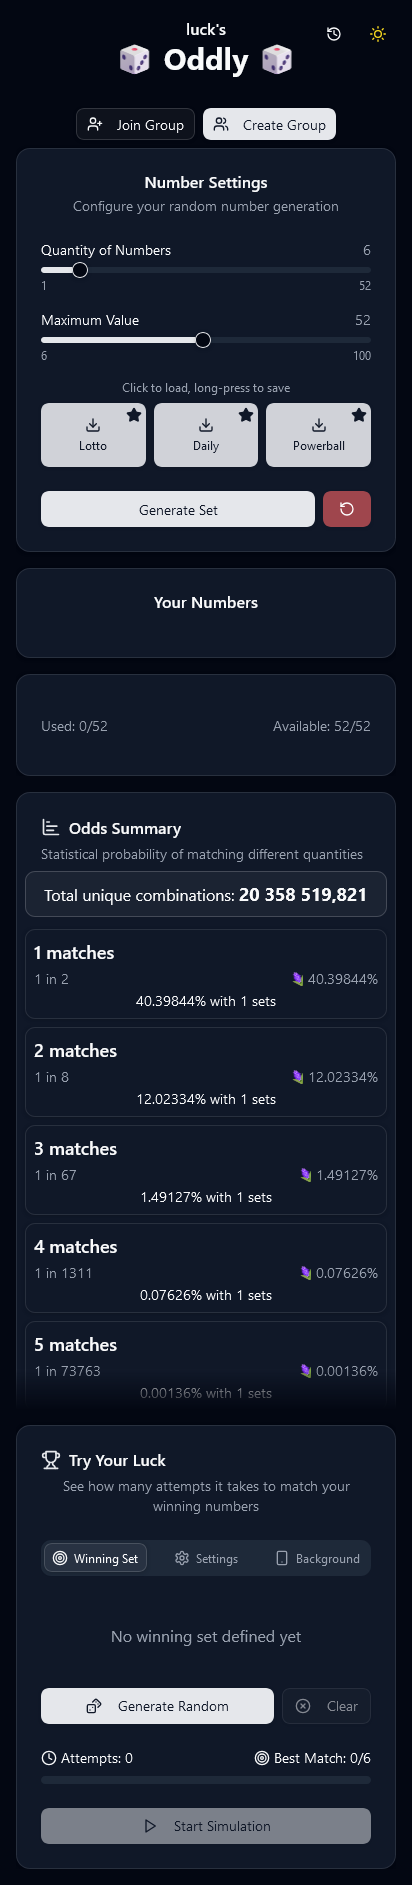 luck's
Oddly
Join Group
Create Group
Number Settings
Configure your random number generation
Quantity of Numbers 6
1 52
Maximum Value 52
6 100
Click to load, long-press to save
Lotto Daily Powerball
Generate Set
Your Numbers
Used: 0/52 Available: 52/52
Odds Summary
Statistical probability of matching different quantities
Total unique combinations: 20 358 519,821
1 matches
1 in 2 40.39844%
40.39844% with 1 sets
2 matches
1 in 8 12.02334%
12.02334% with 1 sets
3 matches
1 in 67 1.49127%
1.49127% with 1 sets
4 matches
1 in 1311 0.07626%
0.07626% with 1 sets
5 matches
1 in 73763 0.00136%
0.00136% with 1 sets
Try Your Luck
See how many attempts it takes to match your
winning numbers
Winning Set Settings Background
No winning set defined yet
Generate Random Clear
Attempts: 0 Best Match: 0/6
Start Simulation